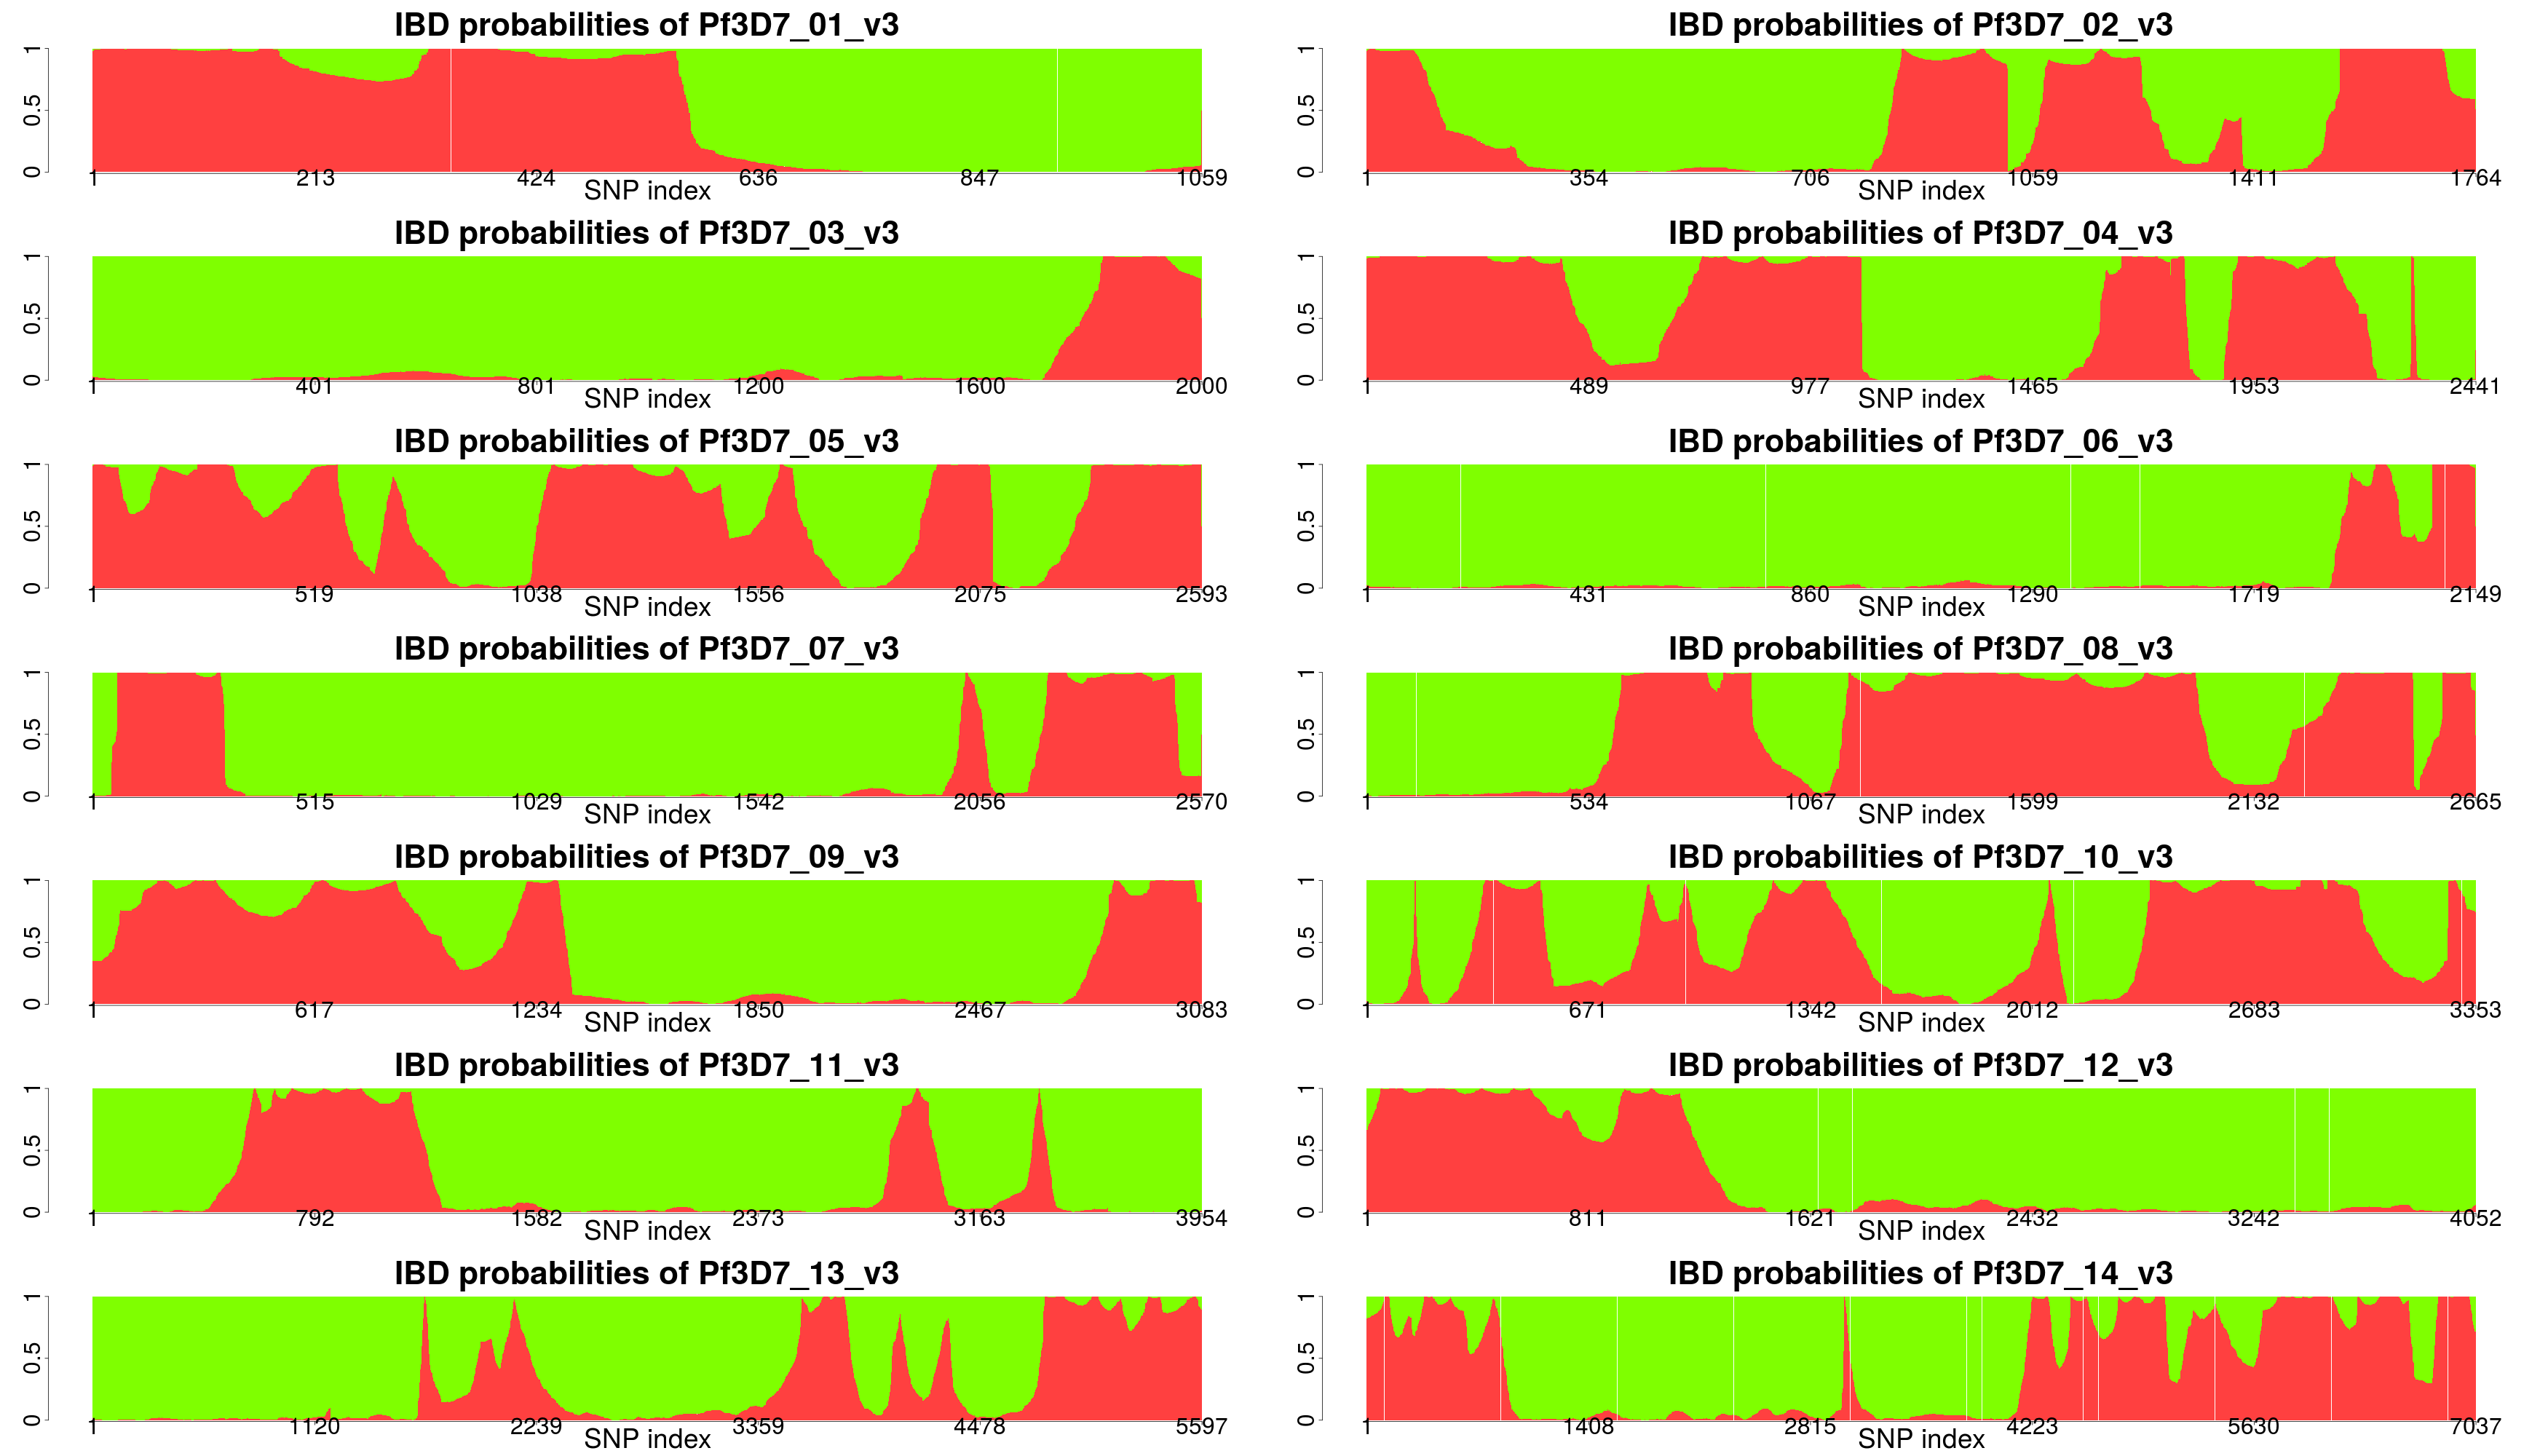 IBD probabilities of Pf3D7_01_v3
0 0.5 1
1 213 424 636 847 1059
SNP index
IBD probabilities of Pf3D7_02_v3
0 0.5 1
1 354 706 1059 1411 1764
SNP index
IBD probabilities of Pf3D7_03_v3
0 0.5 1
1 401 801 1200 1600 2000
SNP index
IBD probabilities of Pf3D7_04_v3
0 0.5 1
1 489 977 1465 1953 2441
SNP index
IBD probabilities of Pf3D7_05_v3
0 0.5 1
1 519 1038 1556 2075 2593
SNP index
IBD probabilities of Pf3D7_06_v3
0 0.5 1
1 431 860 1290 1719 2149
SNP index
IBD probabilities of Pf3D7_07_v3
0 0.5 1
1 515 1029 1542 2056 2570
SNP index
IBD probabilities of Pf3D7_08_v3
0 0.5 1
1 534 1067 1599 2132 2665
SNP index
IBD probabilities of Pf3D7_09_v3
0 0.5 1
1 617 1234 1850 2467 3083
SNP index
IBD probabilities of Pf3D7_10_v3
0 0.5 1
1 671 1342 2012 2683 3353
SNP index
IBD probabilities of Pf3D7_11_v3
0 0.5 1
1 792 1582 2373 3163 3954
SNP index
IBD probabilities of Pf3D7_12_v3
0 0.5 1
1 811 1621 2432 3242 4052
SNP index
IBD probabilities of Pf3D7_13_v3
0 0.5 1
1 1120 2239 3359 4478 5597
SNP index
IBD probabilities of Pf3D7_14_v3
0 0.5 1
1 1408 2815 4223 5630 7037
SNP index